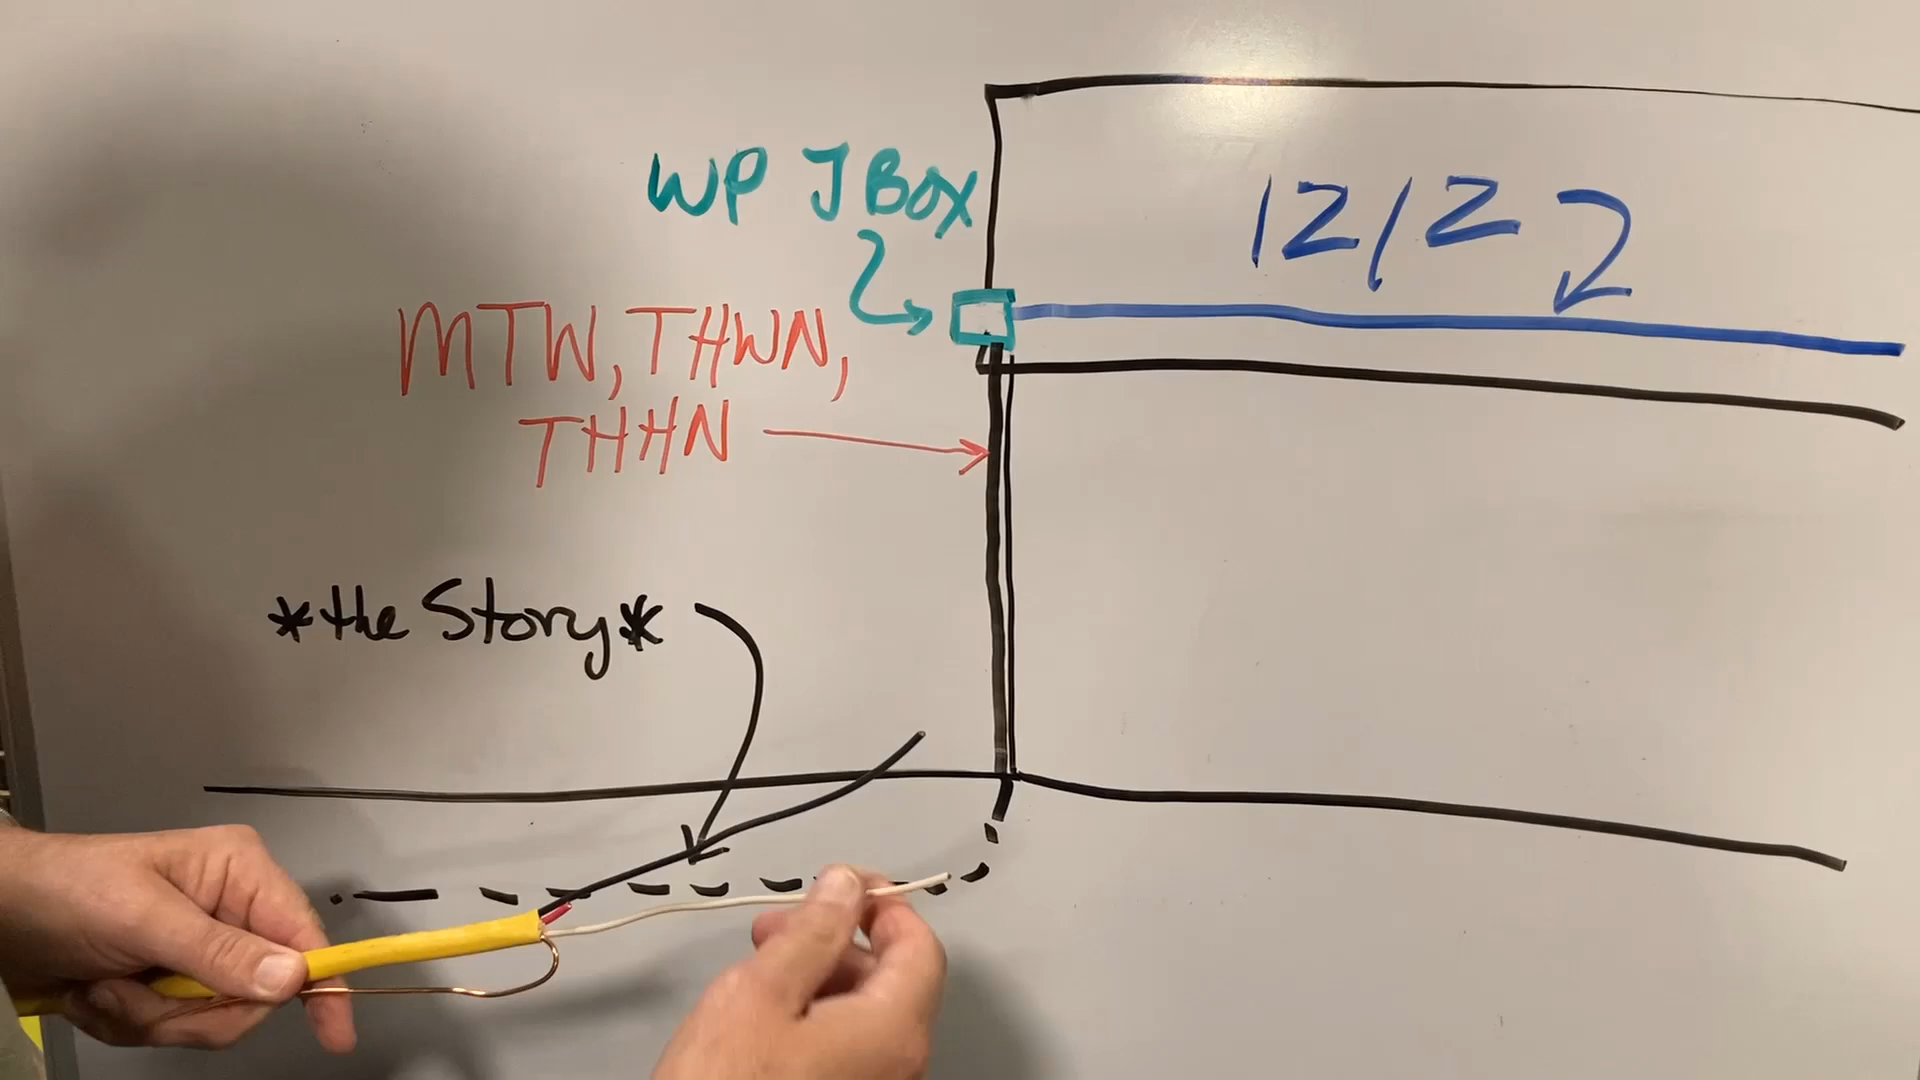 WP J BOX
12/2
MTW, THWN,
THHN
*the Story*